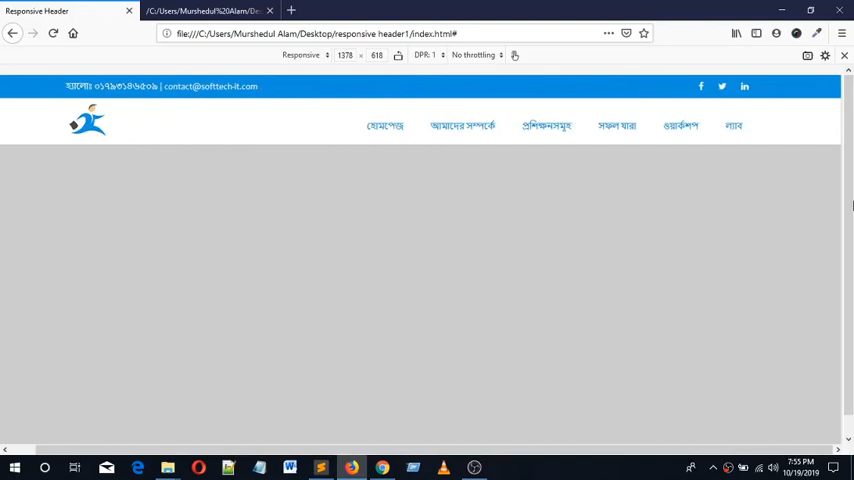 Responsive Header
/C:/Users/Murshedul%20Alam/De
file:///C:/Users/Murshedul Alam/Desktop/responsive header1/index.html#
Responsive 1378 × 618 DPR: 1 No throttling
হ্যালোঃ ০১৭৯৩১৪৬৫০৯ | contact@softtech-it.com
হোমপেজ আমাদের সম্পর্কে প্রশিক্ষনসমূহ সফল যারা ওয়ার্কশপ ল্যাব
7:55 PM
10/19/2019